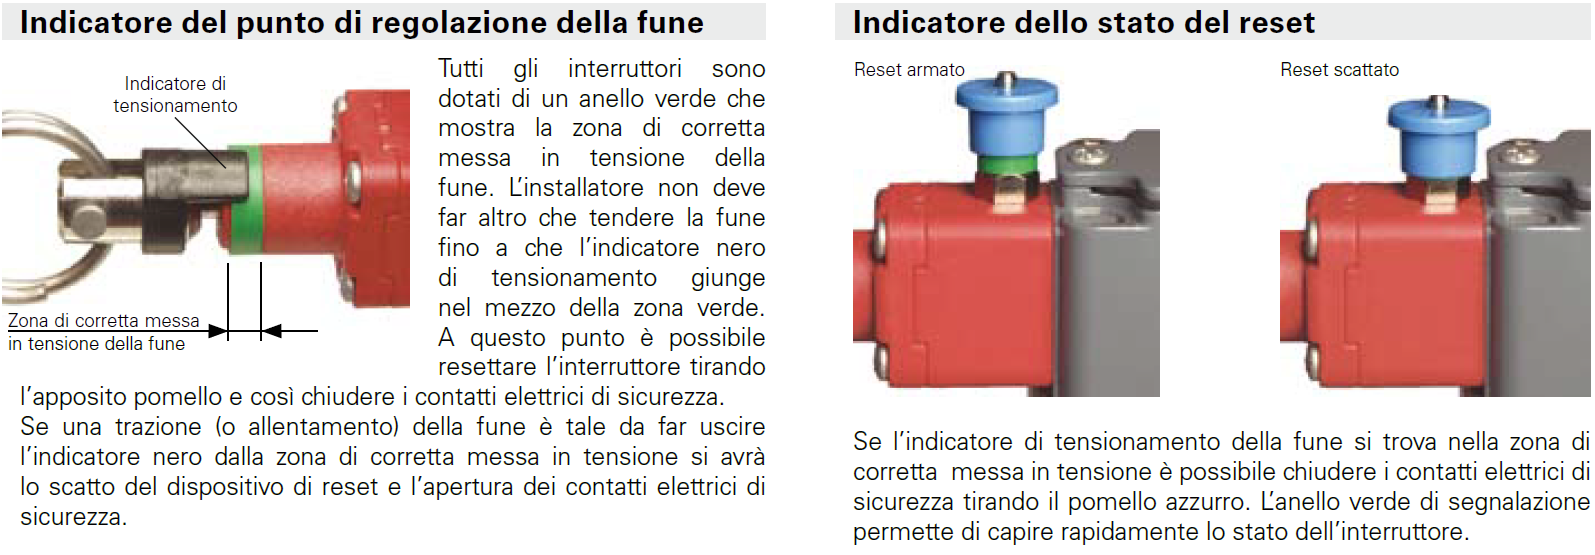 Indicatore del punto di regolazione della fune
Indicatore di
tensionamento
Zona di corretta messa
in tensione della fune
Tutti gli interruttori sono
dotati di un anello verde che
mostra la zona di corretta
messa in tensione della
fune. L'installatore non deve
far altro che tendere la fune
fino a che l'indicatore nero
di tensionamento giunge
nel mezzo della zona verde.
A questo punto è possibile
resettare l'interruttore tirando
l'apposito pomello e così chiudere i contatti elettrici di sicurezza.
Se una trazione (o allentamento) della fune è tale da far uscire
l'indicatore nero dalla zona di corretta messa in tensione si avrà
lo scatto del dispositivo di reset e l'apertura dei contatti elettrici di
sicurezza.
Indicatore dello stato del reset
Reset armato
Reset scattato
Se l'indicatore di tensionamento della fune si trova nella zona di
corretta  messa in tensione è possibile chiudere i contatti elettrici di
sicurezza tirando il pomello azzurro. L'anello verde di segnalazione
permette di capire rapidamente lo stato dell'interruttore.